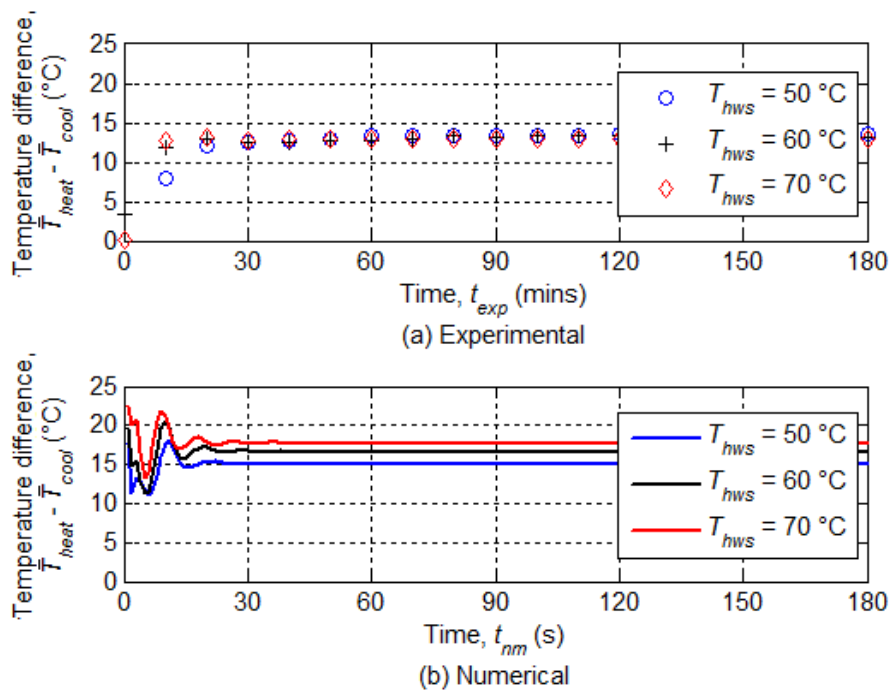 Temperature difference,
T̿heat - T̿cool (°C)
25
20
15
10
5
0
Thws = 50 °C
Thws = 60 °C
Thws = 70 °C
0 30 60 90 120 150 180
Time, texp (mins)
(a) Experimental
Temperature difference,
T̿heat - T̿cool (°C)
25
20
15
10
5
0
Thws = 50 °C
Thws = 60 °C
Thws = 70 °C
0 30 60 90 120 150 180
Time, tnm (s)
(b) Numerical